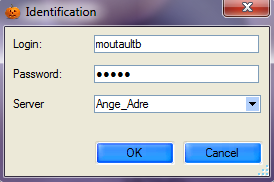 Identification
Login:
moutaultb
Password:
●●●●●
Server
Ange_Adre
OK
Cancel